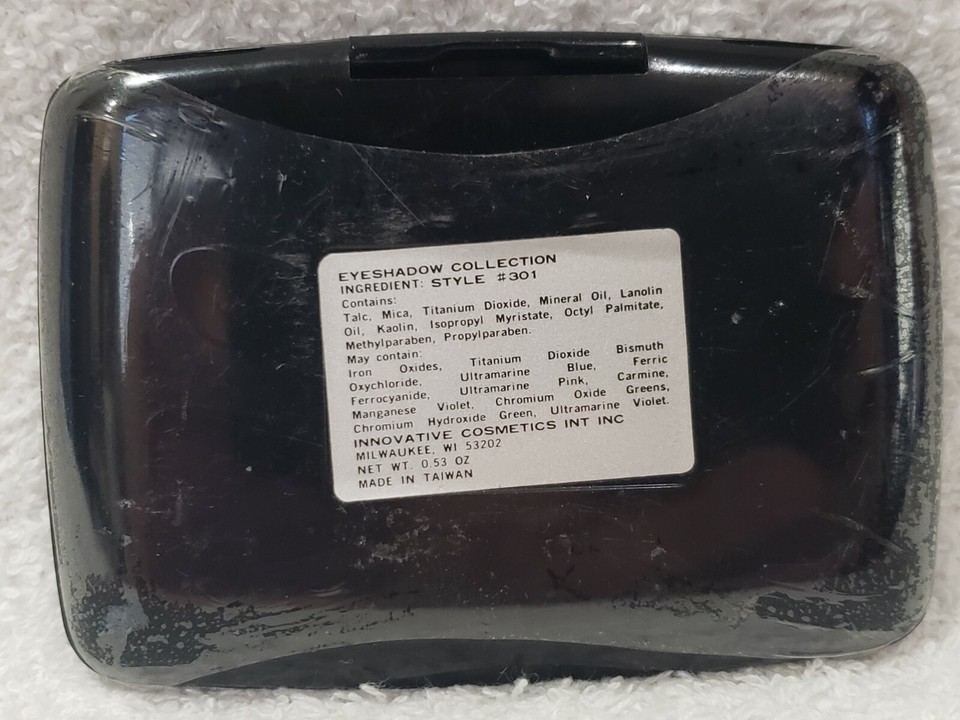 EYESHADOW COLLECTION
INGREDIENT: STYLE #301
Contains:
Talc, Mica, Titanium Dioxide, Mineral Oil, Lanolin
Oil, Kaolin, Isopropyl Myristate, Octyl Palmitate,
Methylparaben, Propylparaben.
May contain:
Iron Oxides, Titanium Dioxide Bismuth
Oxychloride, Ultramarine Blue, Ferric
Ferrocyanide, Ultramarine Pink, Carmine,
Manganese Violet, Chromium Oxide Greens,
Chromium Hydroxide Green, Ultramarine Violet.
INNOVATIVE COSMETICS INT INC
MILWAUKEE, WI 53202
NET WT. 0.53 OZ
MADE IN TAIWAN